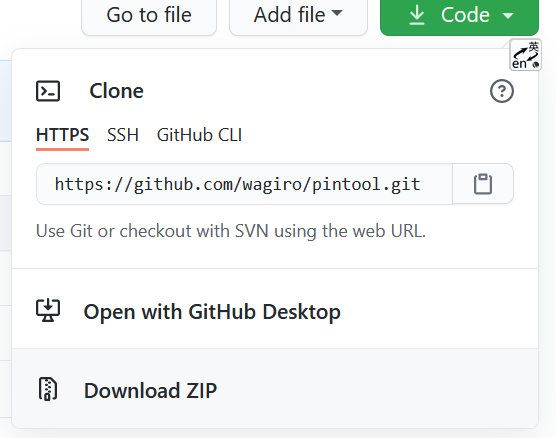 Go to file
Add file
Code
英
en
Clone
HTTPS SSH GitHub CLI
https://github.com/wagiro/pintool.git
Use Git or checkout with SVN using the web URL.
Open with GitHub Desktop
Download ZIP